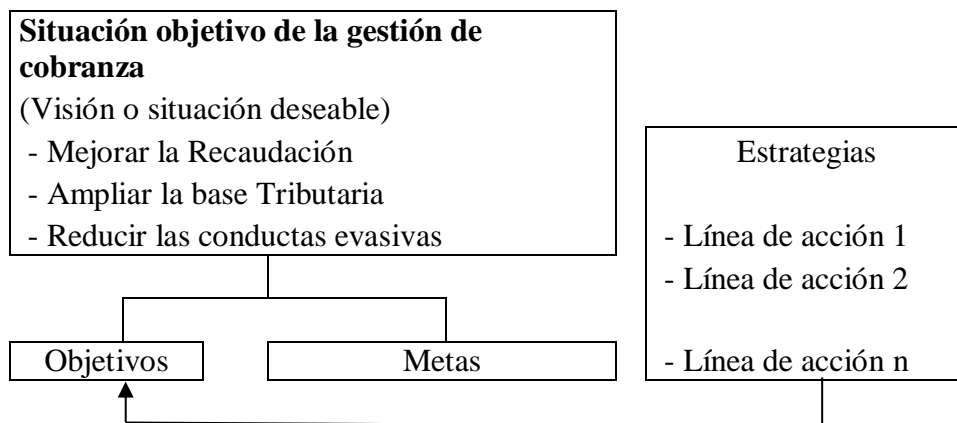 Situación objetivo de la gestión de
cobranza
(Visión o situación deseable)
- Mejorar la Recaudación
- Ampliar la base Tributaria
- Reducir las conductas evasivas
Objetivos
Metas
Estrategias
- Línea de acción 1
- Línea de acción 2
- Línea de acción n